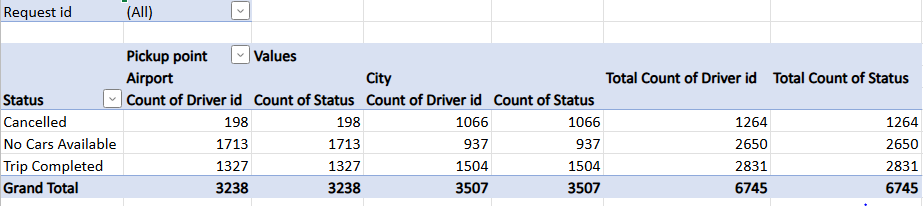 Request id (All)
Pickup point Values
Airport City Total Count of Driver id Total Count of Status
Status Count of Driver id Count of Status Count of Driver id Count of Status
Cancelled 198 198 1066 1066 1264 1264
No Cars Available 1713 1713 937 937 2650 2650
Trip Completed 1327 1327 1504 1504 2831 2831
Grand Total 3238 3238 3507 3507 6745 6745